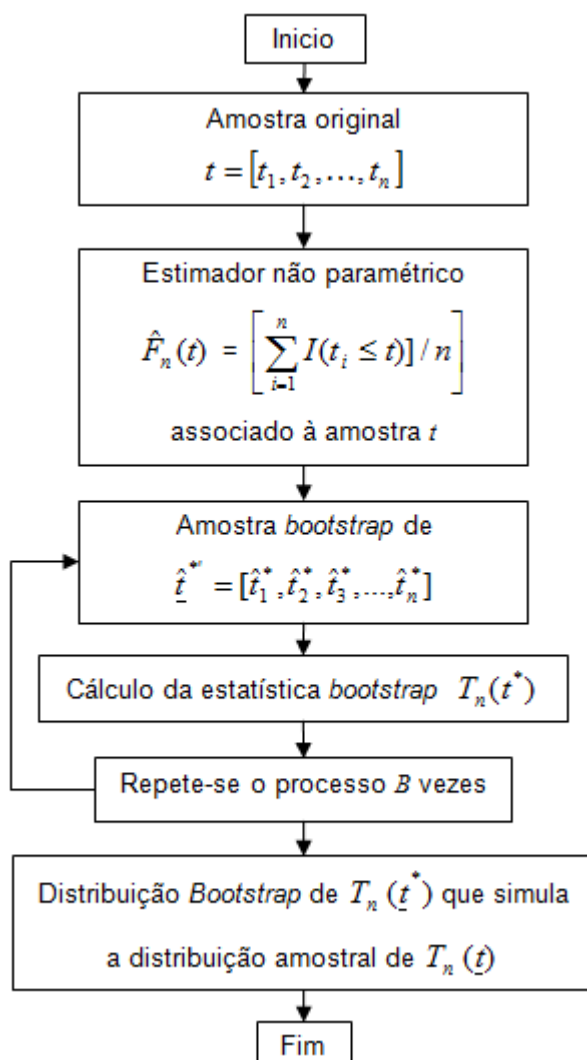 Inicio
Amostra original
t = [t₁, t₂, …, tₙ]
Estimador não paramétrico
F̂ₙ(t) = [∑ᵢ₌₁ⁿ I(tᵢ ≤ t)] / n]
associado à amostra t
Amostra bootstrap de
t̲̂*' = [t̂₁*, t̂₂*, t̂₃*, ..., t̂ₙ*]
Cálculo da estatística bootstrap Tₙ(t*)
Repete-se o processo B vezes
Distribuição Bootstrap de Tₙ (t̲*) que simula
a distribuição amostral de Tₙ (t̲)
Fim